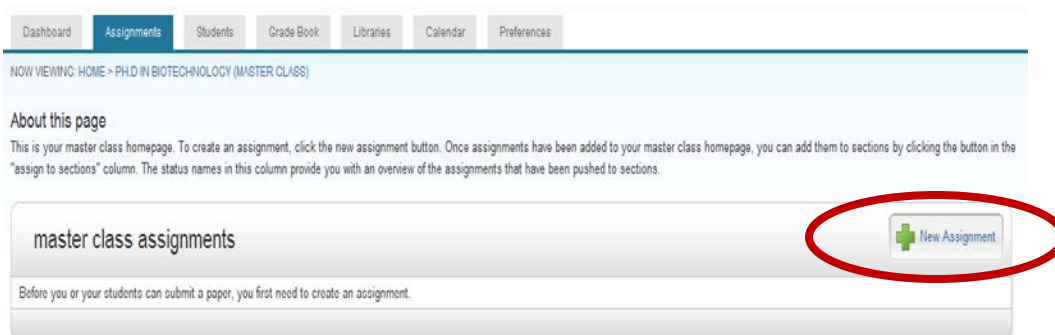 Dashboard Assignments Students Grade Book Libraries Calendar Preferences
NOW VIEWING: HOME > PH.D IN BIOTECHNOLOGY (MASTER CLASS)
About this page
This is your master class homepage. To create an assignment, click the new assignment button. Once assignments have been added to your master class homepage, you can add them to sections by clicking the button in the
"assign to sections" column. The status names in this column provide you with an overview of the assignments that have been pushed to sections.
master class assignments
New Assignment
Before you or your students can submit a paper, you first need to create an assignment.